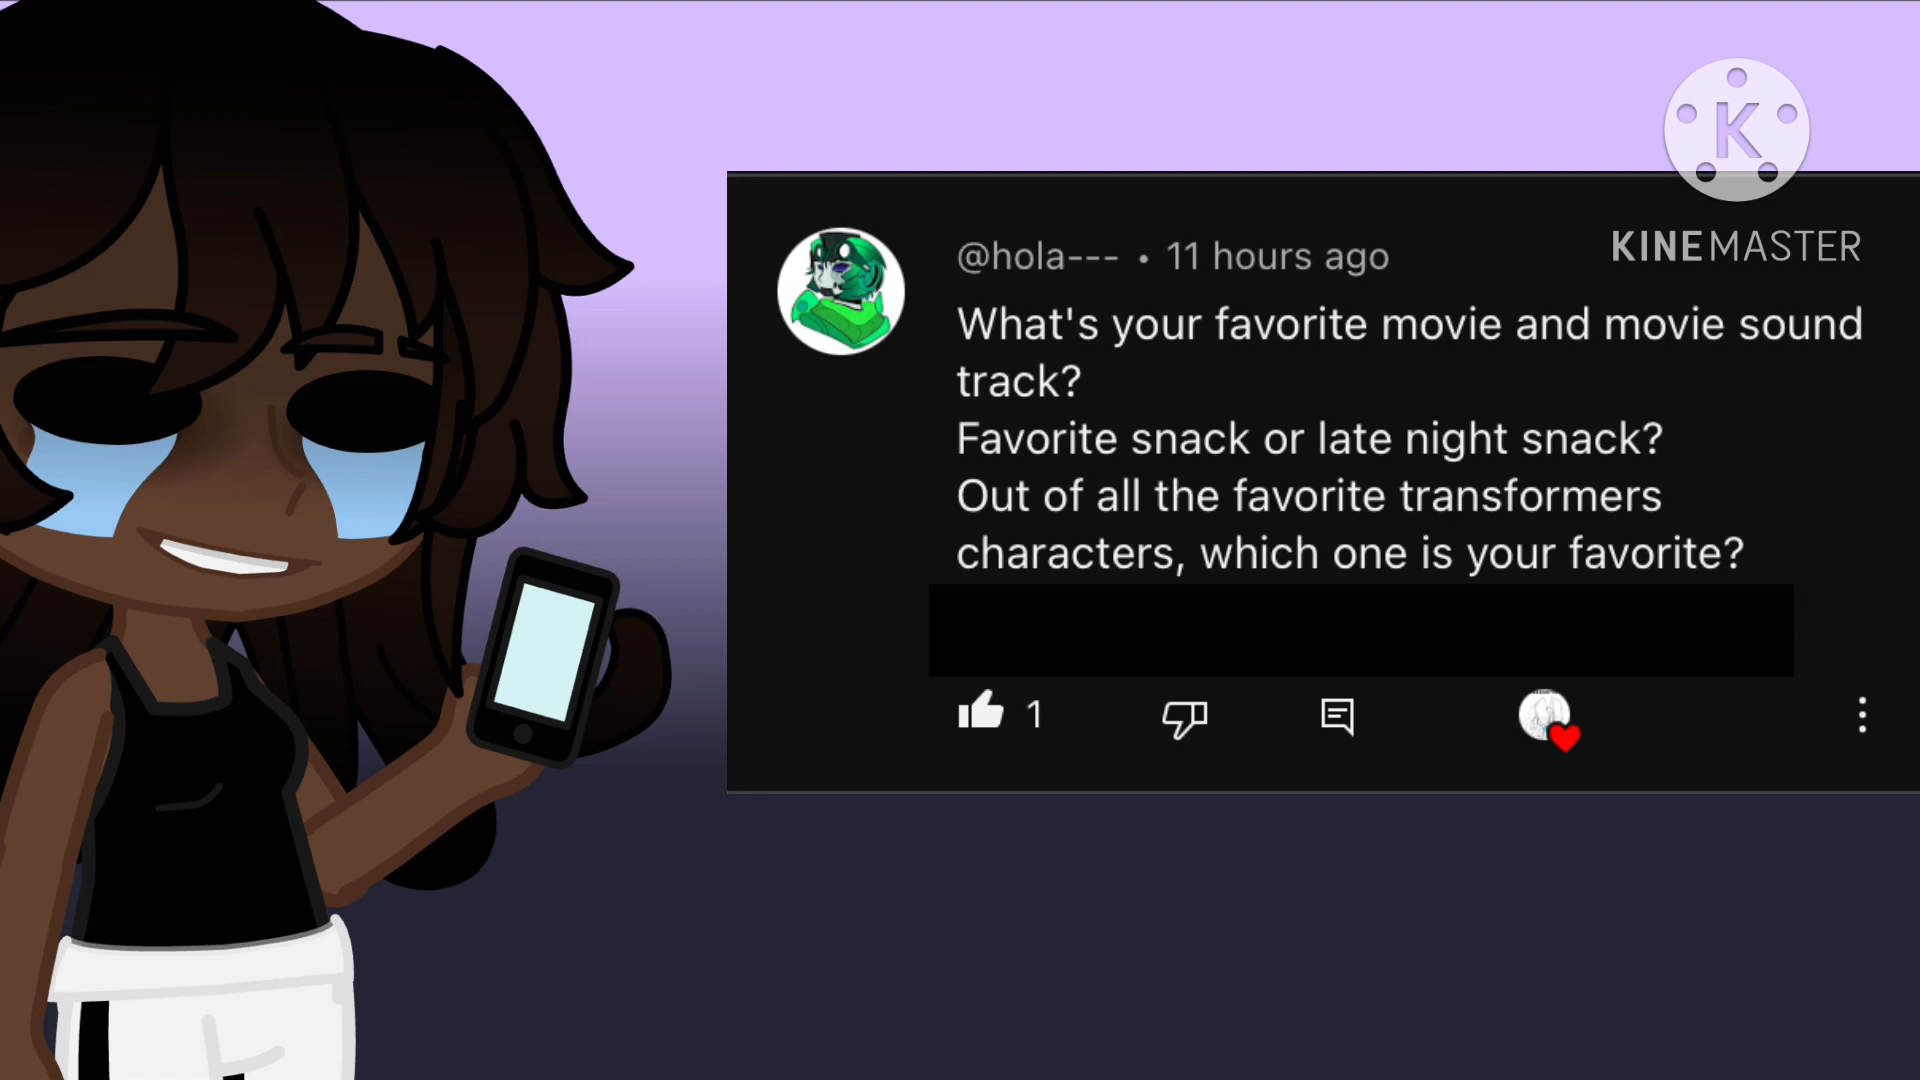 K
KINEMASTER
@hola--- • 11 hours ago
What's your favorite movie and movie sound
track?
Favorite snack or late night snack?
Out of all the favorite transformers
characters, which one is your favorite?
1